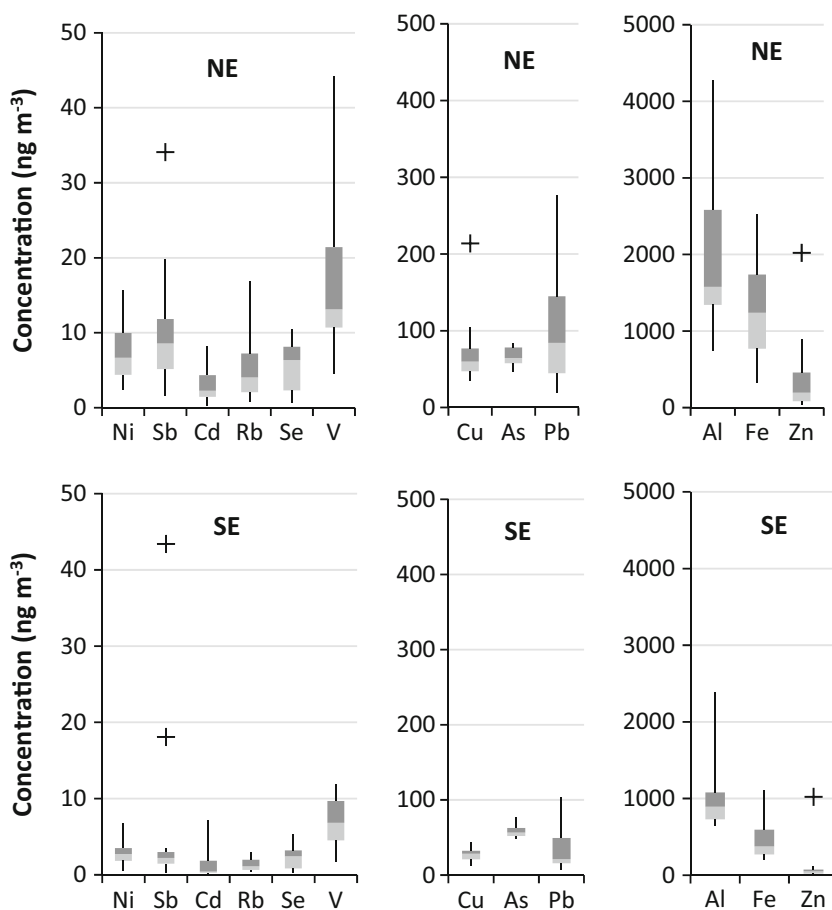 Concentration (ng m⁻³)
50
40
30
20
10
0
NE
Ni Sb Cd Rb Se V
500
400
300
200
100
0
NE
Cu As Pb
5000
4000
3000
2000
1000
0
NE
Al Fe Zn
Concentration (ng m⁻³)
50
40
30
20
10
0
SE
Ni Sb Cd Rb Se V
500
400
300
200
100
0
SE
Cu As Pb
5000
4000
3000
2000
1000
0
SE
Al Fe Zn